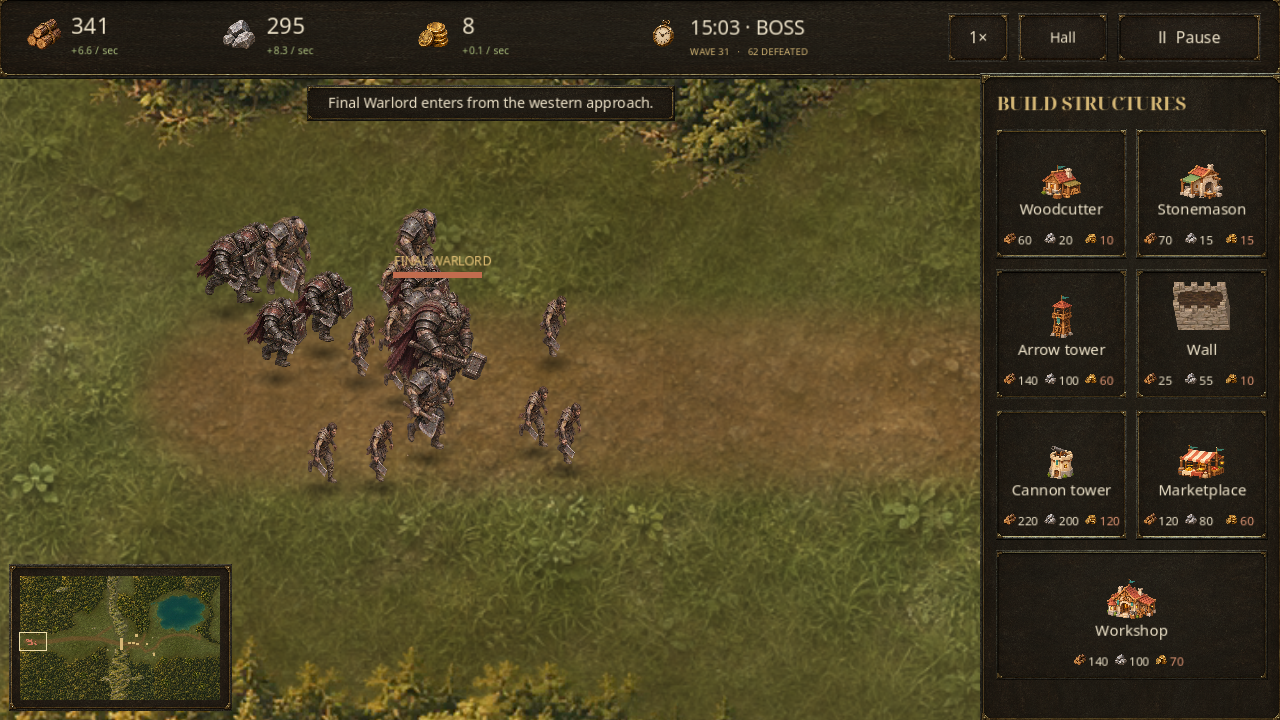 341
+6.6 / sec
295
+8.3 / sec
8
+0.1 / sec
15:03 · BOSS
WAVE 31 · 62 DEFEATED
1×
Hall
II Pause
Final Warlord enters from the western approach.
FINAL WARLORD
BUILD STRUCTURES
Woodcutter
60 20 10
Stonemason
70 15 15
Arrow tower
140 100 60
Wall
25 55 10
Cannon tower
220 200 120
Marketplace
120 80 60
Workshop
140 100 70